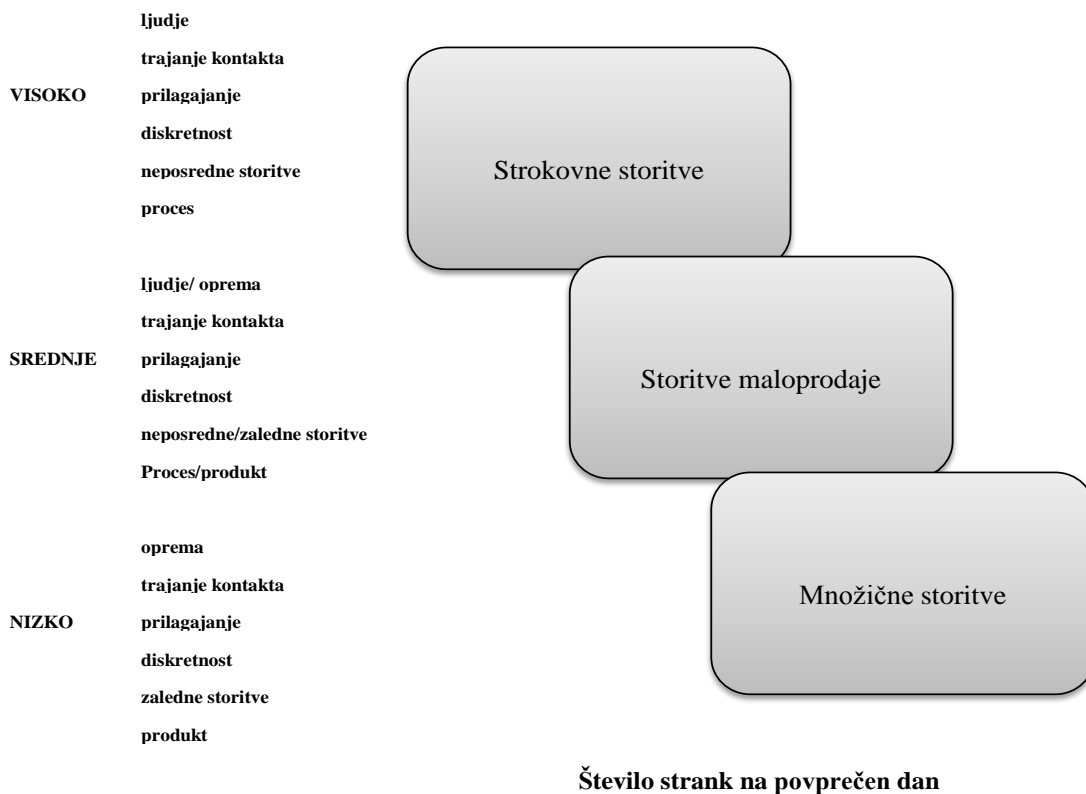 ljudje
trajanje kontakta
VISOKO prilagajanje
diskretnost
neposredne storitve
proces
Strokovne storitve
ljudje/ oprema
trajanje kontakta
SREDNJE prilagajanje
diskretnost
neposredne/zaledne storitve
Proces/produkt
Storitve maloprodaje
oprema
trajanje kontakta
NIZKO prilagajanje
diskretnost
zaledne storitve
produkt
Množične storitve
Število strank na povprečen dan